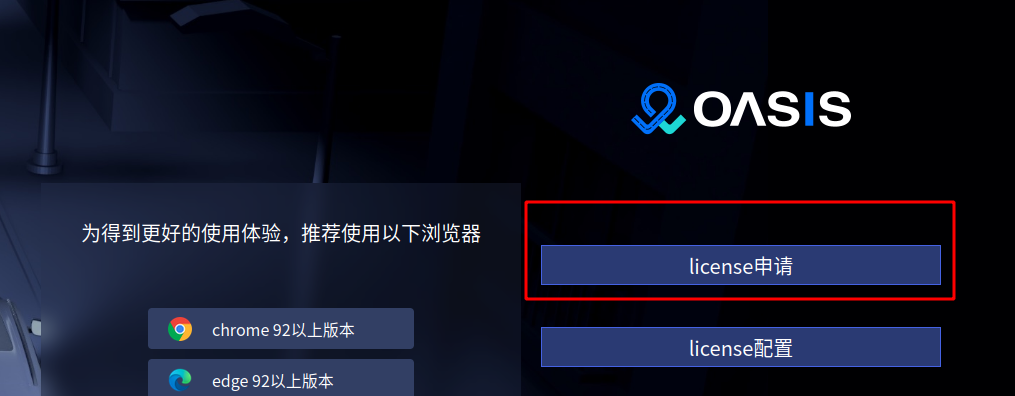 OASIS
为得到更好的使用体验，推荐使用以下浏览器
chrome 92以上版本
edge 92以上版本
license申请
license配置